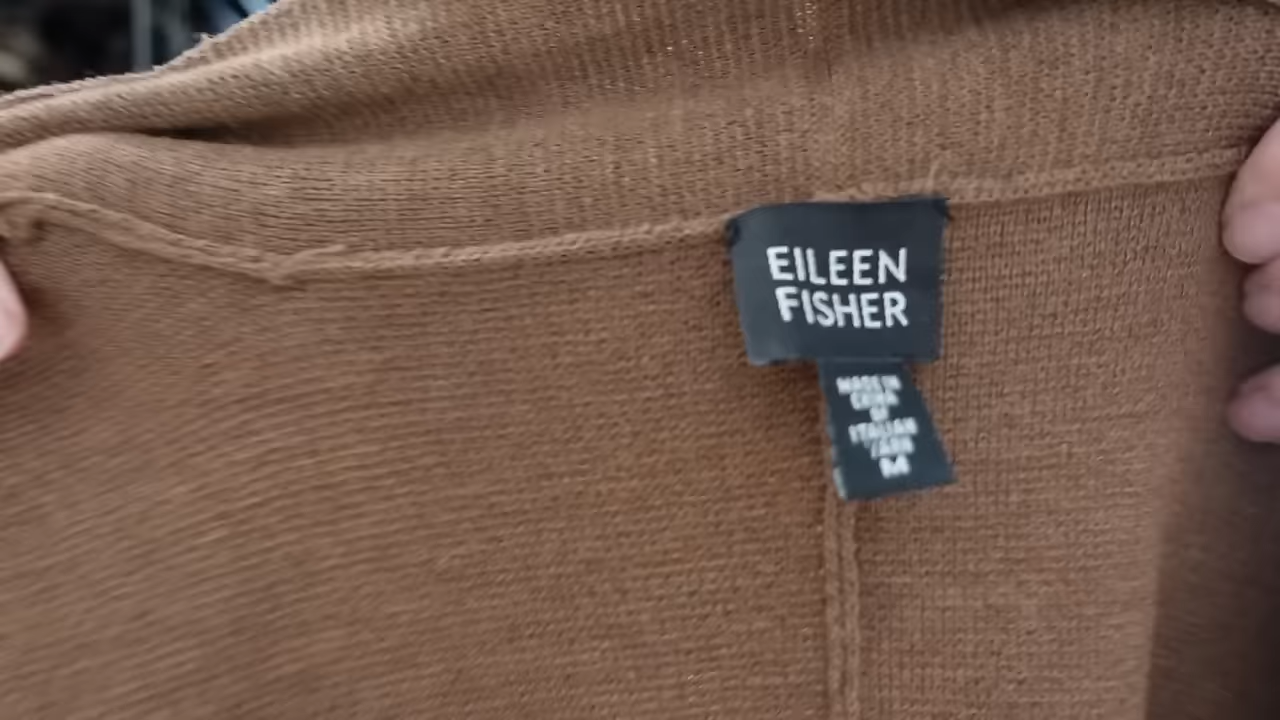 EILEEN
FISHER
MADE IN
CHINA
OF
ITALIAN
YARN
M